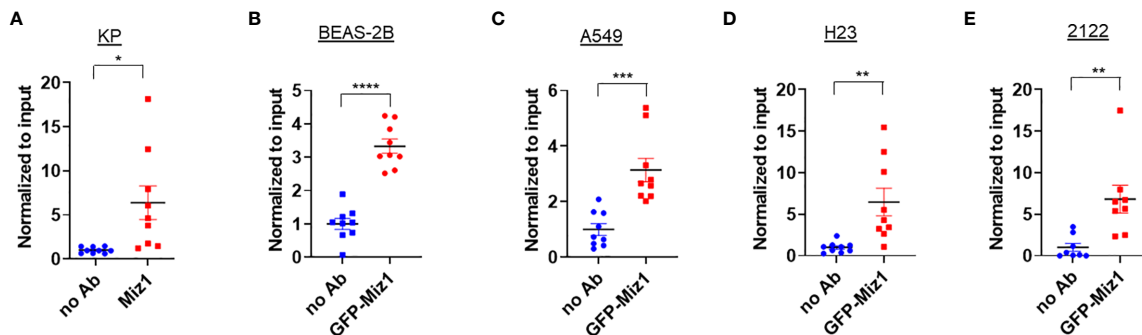 A
KP
*
Normalized to input
20
15
10
5
0
no Ab
Miz1
B
BEAS-2B
****
Normalized to input
5
4
3
2
1
0
no Ab
GFP-Miz1
C
A549
***
Normalized to input
6
4
2
0
no Ab
GFP-Miz1
D
H23
**
Normalized to input
20
15
10
5
0
no Ab
GFP-Miz1
E
2122
**
Normalized to input
20
15
10
5
0
no Ab
GFP-Miz1